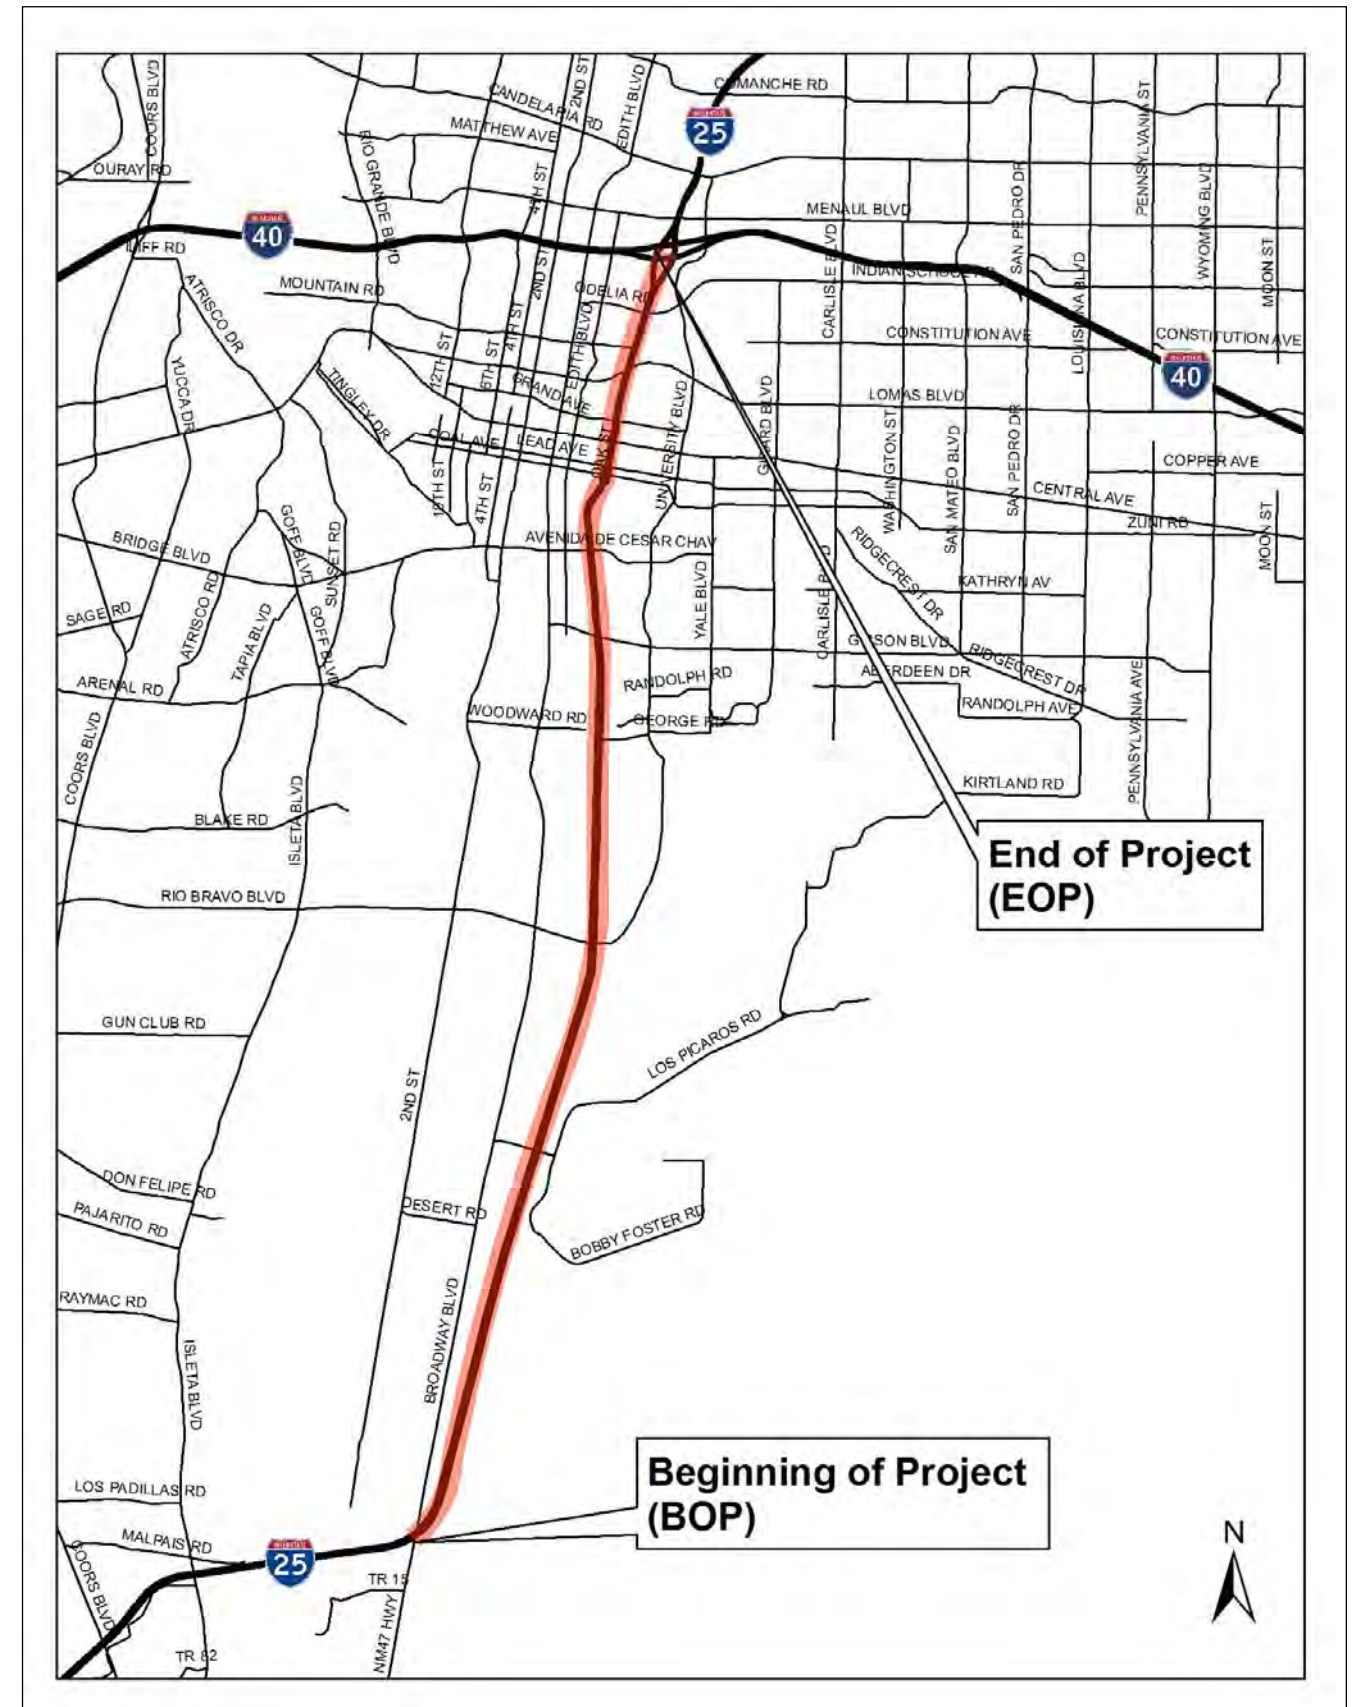 COMANCHE RD
COORS BLVD
CANDELARIA RD
2ND ST
EDITH BLVD
25
PENNSYLVANIA ST
MATTHEW AVE
RIO GRANDE BLVD
OURAY RD
4TH ST
SAN PEDRO DR
WYOMING BLVD
MENAUL BLVD
40
ILIFF RD
MOON ST
CARLISLE BLVD
INDIAN SCHOOL RD
LOUISIANA BLVD
ATRISCO DR
MOUNTAIN RD
2ND ST
ODELIA RD
4TH ST
EDITH BLVD
CONSTITUTION AVE
CONSTITUTION AVE
12TH ST
8TH ST
40
YUCCA DR
TINGLEY DR
GRAND AVE
UNIVERSITY BLVD
GIRARD BLVD
LOMAS BLVD
COAL AVE
LEAD AVE
OAK ST
WASHINGTON ST
SAN MATEO BLVD
SAN PEDRO DR
COPPER AVE
10TH ST
4TH ST
CENTRAL AVE
ZUNI RD
MOON ST
GOFF BLVD
SUNSET RD
BRIDGE BLVD
AVENIDA DE CESAR CHAV
RIDGECREST DR
KATHRYN AV
SAGE RD
ATRISCO RD
TAPIA BLVD
GOFF BLVD
YALE BLVD
CARLISLE BLVD
GIBSON BLVD
RIDGECREST DR
ABERDEEN DR
ARENAL RD
RANDOLPH RD
RANDOLPH AVE
PENNSYLVANIA AVE
WOODWARD RD
GEORGE RD
COORS BLVD
ISLETA BLVD
KIRTLAND RD
BLAKE RD
End of Project
(EOP)
RIO BRAVO BLVD
GUN CLUB RD
LOS PICAROS RD
2ND ST
DON FELIPE RD
DESERT RD
PAJARITO RD
BOBBY FOSTER RD
RAYMAC RD
BROADWAY BLVD
ISLETA BLVD
Beginning of Project
(BOP)
LOS PADILLAS RD
MALPAIS RD
25
COORS BLVD
TR 15
NM47 HWY
TR 82
N